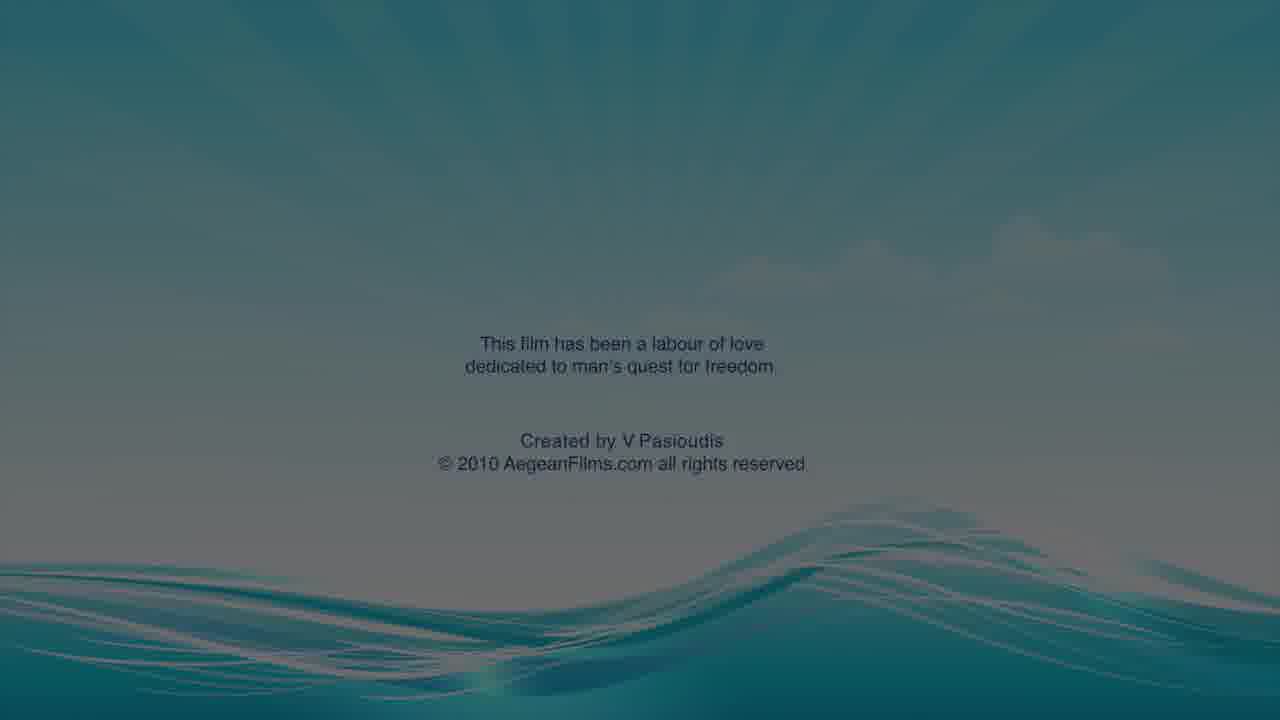 This film has been a labour of love
dedicated to man's quest for freedom
Created by V Pasioudis
© 2010 AegeanFilms.com all rights reserved